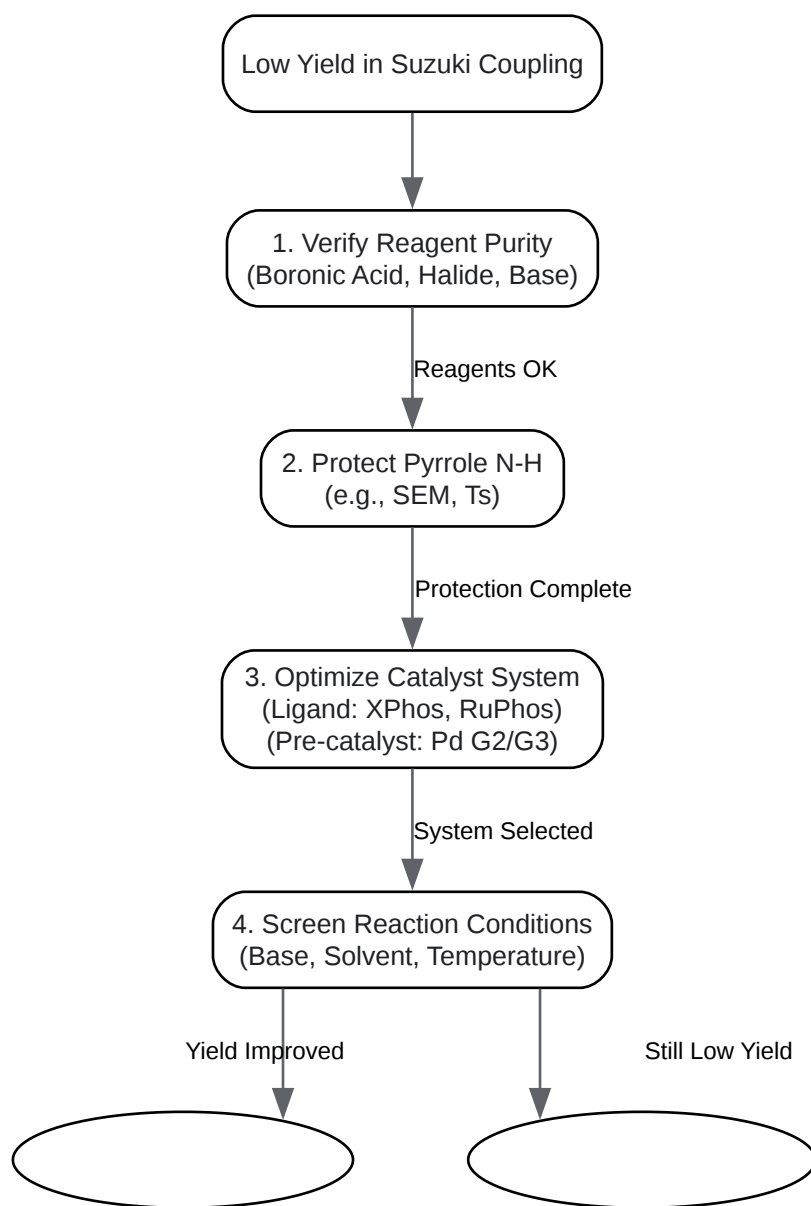 Low Yield in Suzuki Coupling
1. Verify Reagent Purity
(Boronic Acid, Halide, Base)
Reagents OK
2. Protect Pyrrole N-H
(e.g., SEM, Ts)
Protection Complete
3. Optimize Catalyst System
(Ligand: XPhos, RuPhos)
(Pre-catalyst: Pd G2/G3)
System Selected
4. Screen Reaction Conditions
(Base, Solvent, Temperature)
Yield Improved
Still Low Yield